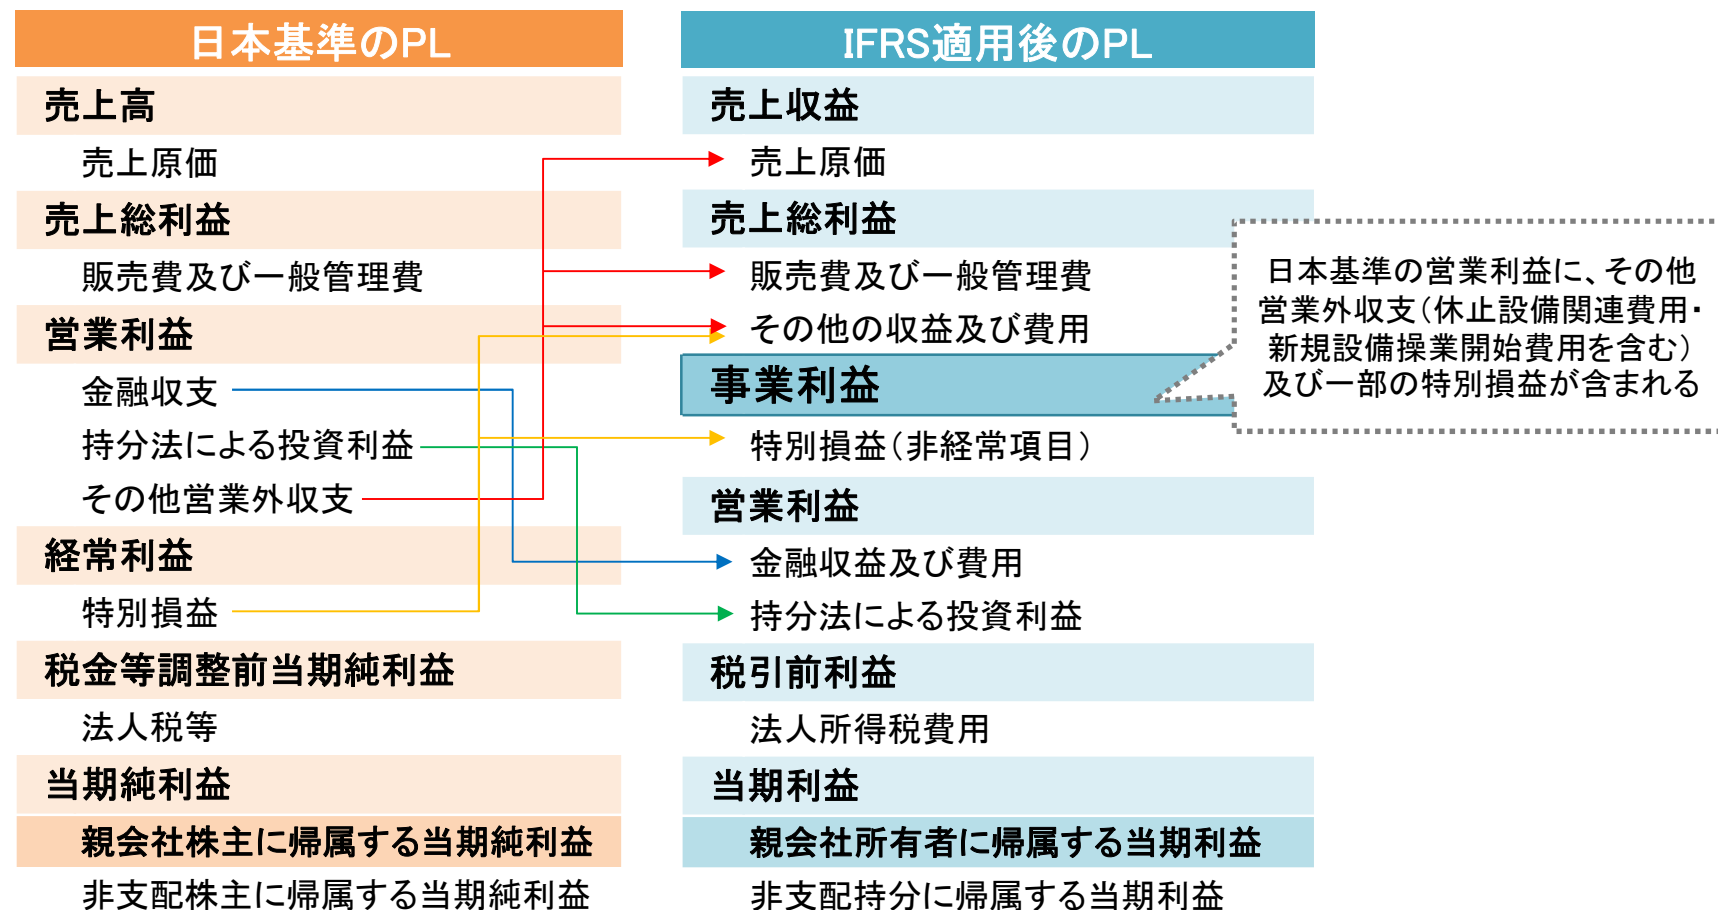 日本基準のPL
売上高
売上原価
売上総利益
販売費及び一般管理費
営業利益
金融収支
持分法による投資利益
その他営業外収支
経常利益
特別損益
税金等調整前当期純利益
法人税等
当期純利益
親会社株主に帰属する当期純利益
非支配株主に帰属する当期純利益
IFRS適用後のPL
売上収益
売上原価
売上総利益
販売費及び一般管理費
その他の収益及び費用
事業利益
特別損益(非経常項目)
営業利益
金融収益及び費用
持分法による投資利益
税引前利益
法人所得税費用
当期利益
親会社所有者に帰属する当期利益
非支配持分に帰属する当期利益
日本基準の営業利益に、その他
営業外収支(休止設備関連費用・
新規設備操業開始費用を含む)
及び一部の特別損益が含まれる